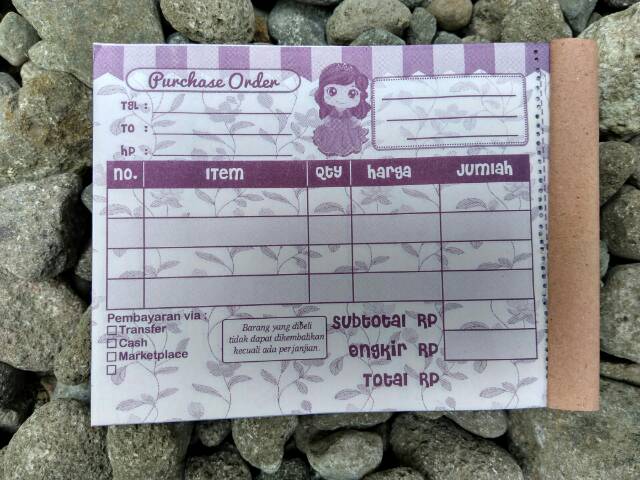 Purchase Order
TGL :
TO :
HP :
NO. ITEM QTY HARGA JUMLAH
Pembayaran via :
Transfer
Cash
Marketplace
Barang yang dibeli
tidak dapat dikembalikan
kecuali ada perjanjian.
SUBTOTAL RP
ONGKIR RP
TOTAL RP